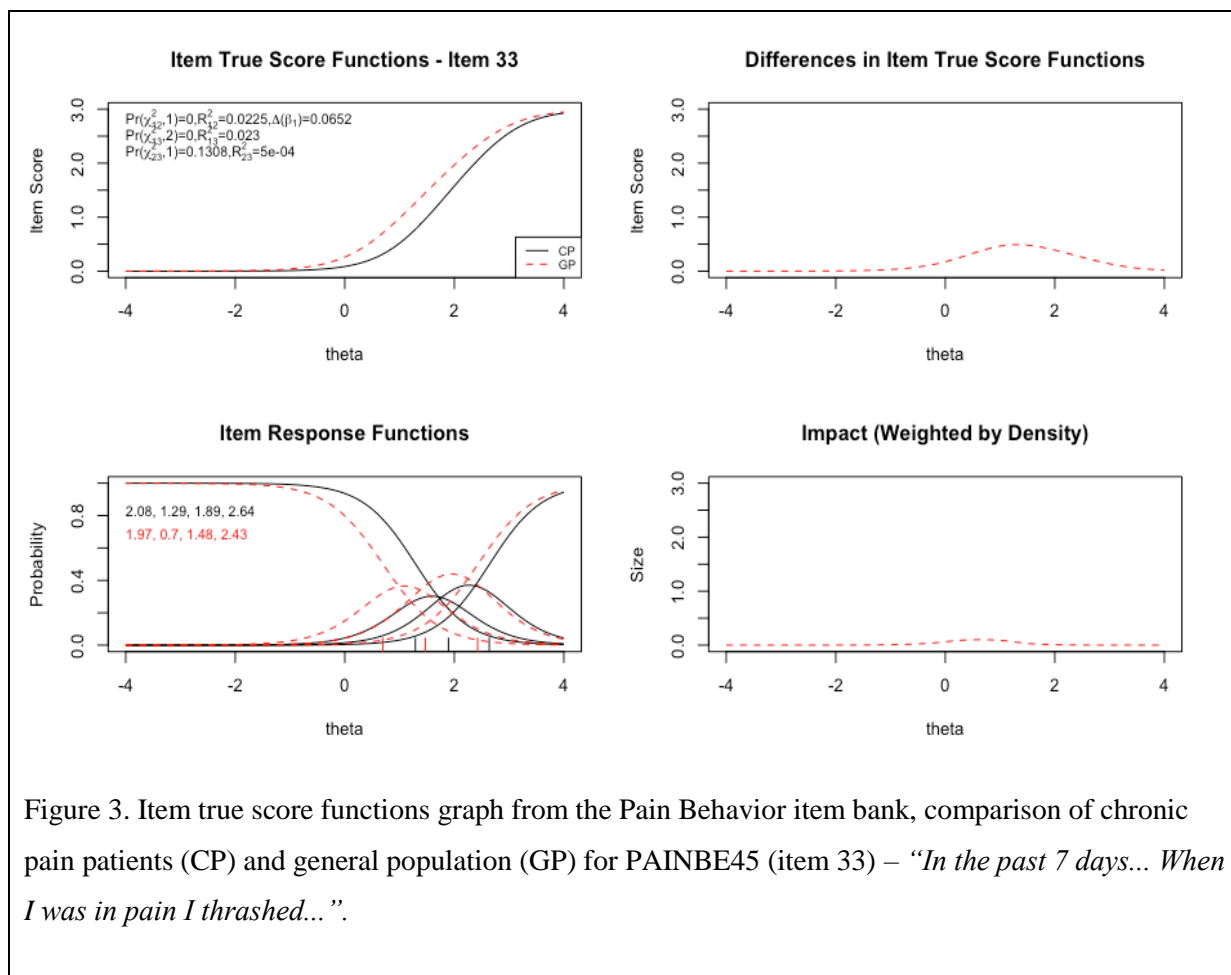 Item True Score Functions - Item 33
Item Score
3.0
2.0
1.0
0.0
Pr(χ²₁₂,1)=0,R²₁₂=0.0225,Δ(β₁)=0.0652
Pr(χ²₁₃,2)=0,R²₁₃=0.023
Pr(χ²₂₃,1)=0.1308,R²₂₃=5e-04
CP
GP
-4 -2 0 2 4
theta
Differences in Item True Score Functions
Item Score
3.0
2.0
1.0
0.0
-4 -2 0 2 4
theta
Item Response Functions
Probability
0.8
0.4
0.0
2.08, 1.29, 1.89, 2.64
1.97, 0.7, 1.48, 2.43
-4 -2 0 2 4
theta
Impact (Weighted by Density)
Size
3.0
2.0
1.0
0.0
-4 -2 0 2 4
theta
Figure 3. Item true score functions graph from the Pain Behavior item bank, comparison of chronic
pain patients (CP) and general population (GP) for PAINBE45 (item 33) – “In the past 7 days... When
I was in pain I thrashed...”.